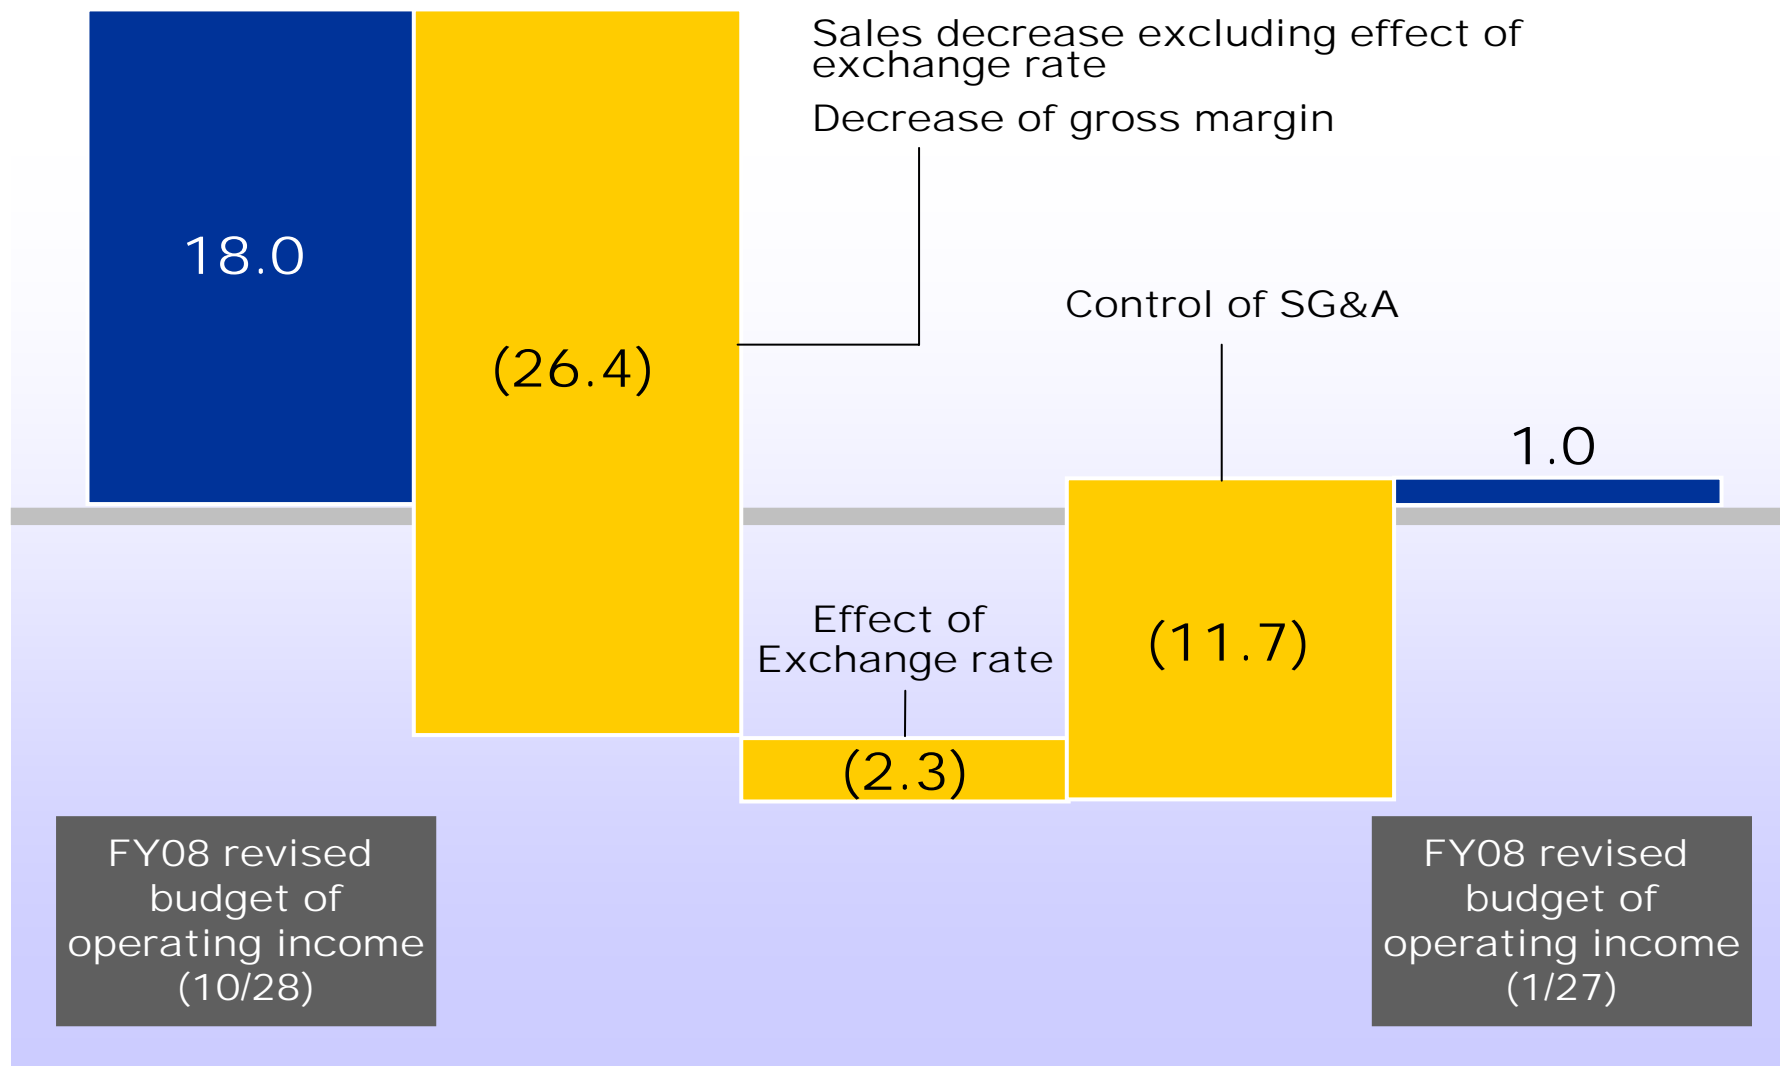 Sales decrease excluding effect of
exchange rate
Decrease of gross margin
18.0
(26.4)
Control of SG&A
1.0
Effect of
Exchange rate
(11.7)
(2.3)
FY08 revised
budget of
operating income
(10/28)
FY08 revised
budget of
operating income
(1/27)